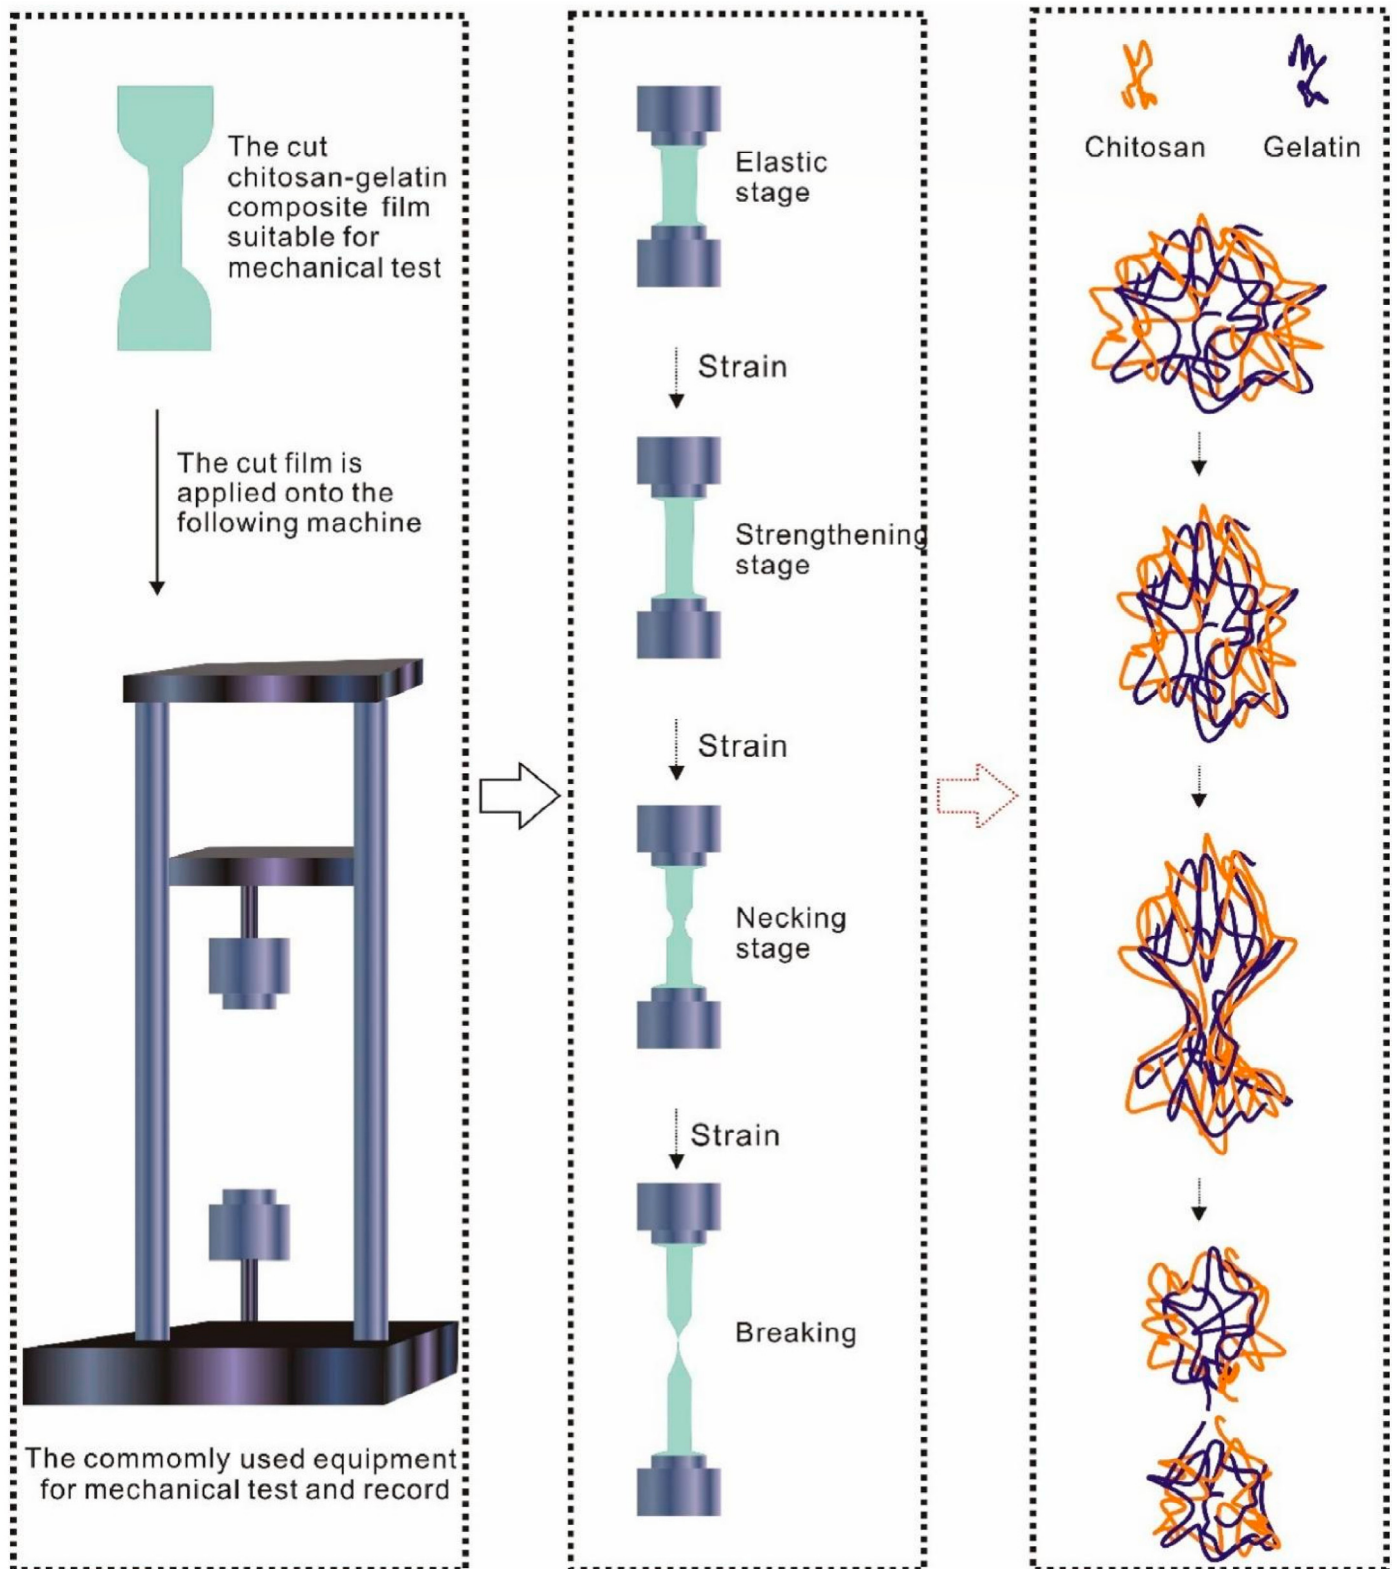 The cut
chitosan-gelatin
composite film
suitable for
mechanical test
The cut film is
applied onto the
following machine
The commomly used equipment
for mechanical test and record
Elastic
stage
Strain
Strengthening
stage
Strain
Necking
stage
Strain
Breaking
Chitosan
Gelatin